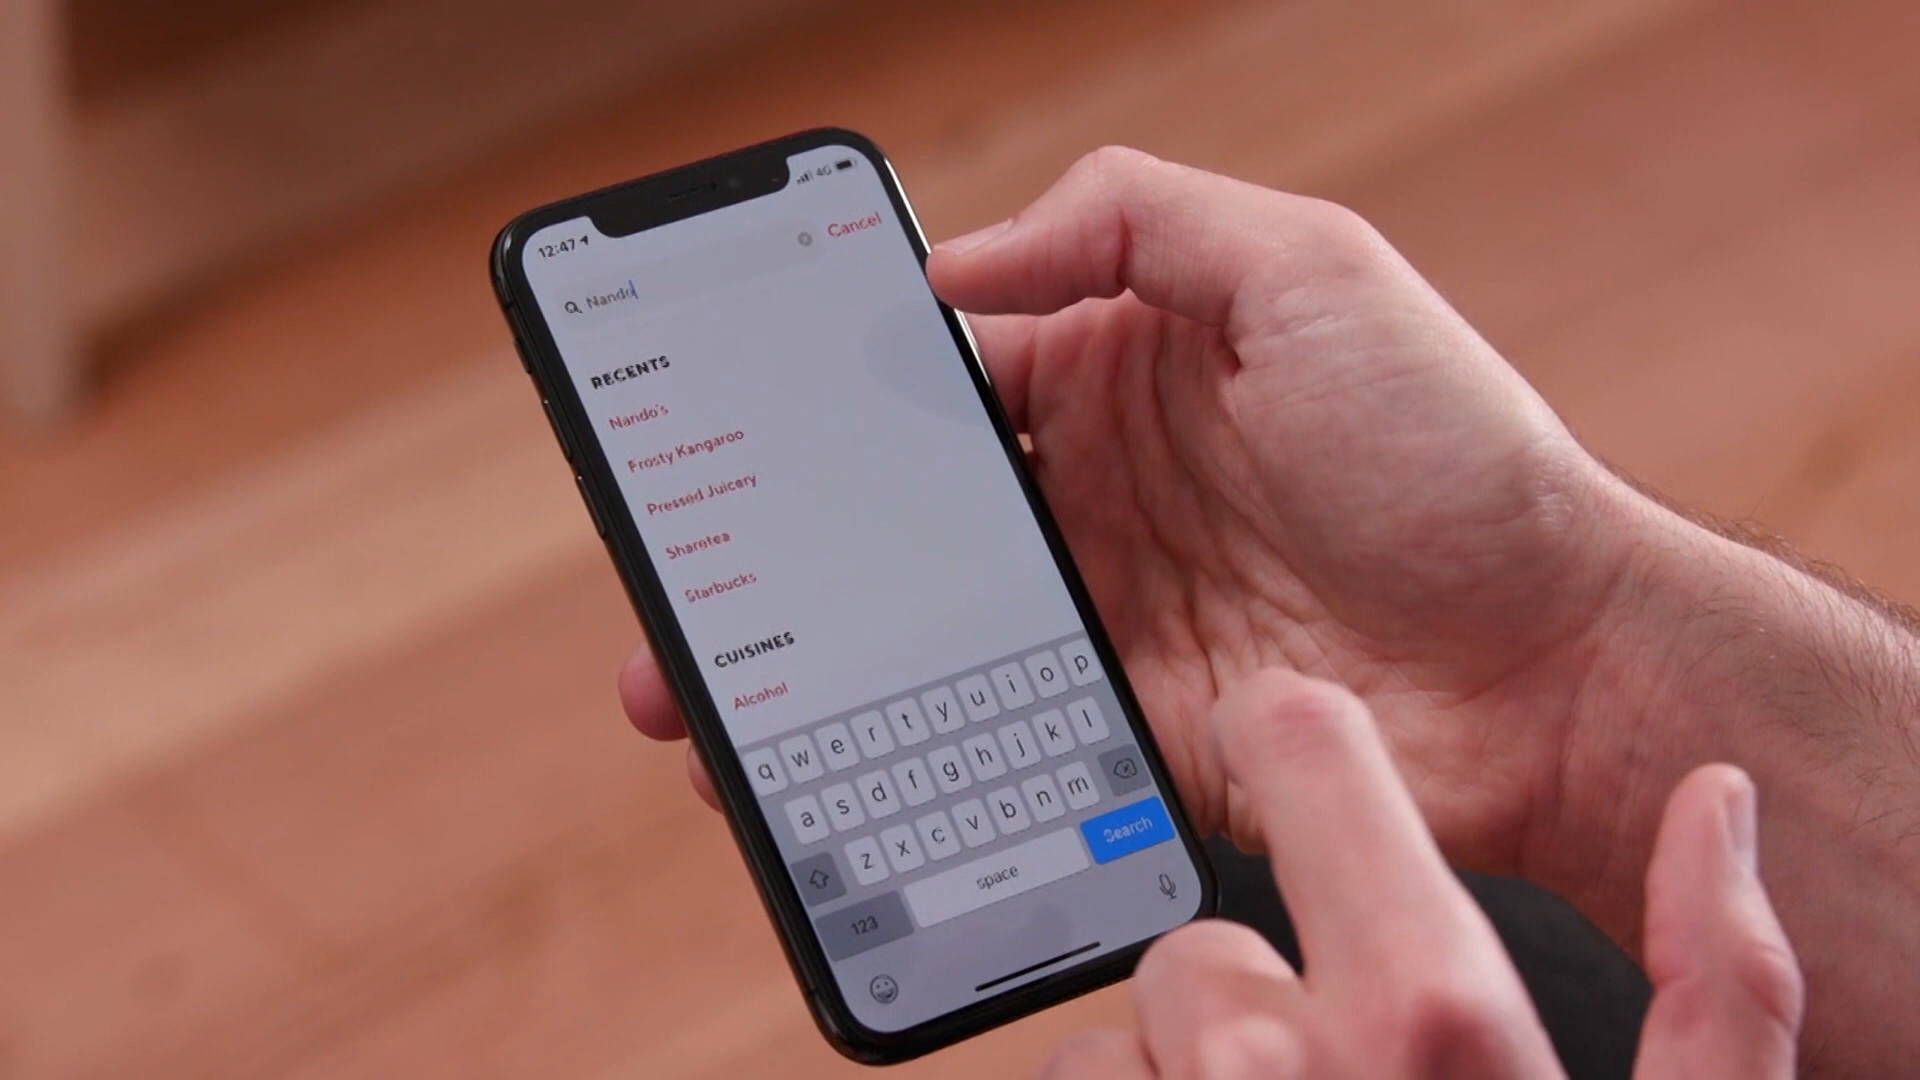 12:47
4G
Nando
Cancel
RECENTS
Nando's
Frosty Kangaroo
Pressed Juicery
Sharetea
Starbucks
CUISINES
Alcohol
q w e r t y u i o p
a s d f g h j k l
z x c v b n m
123
space
Search